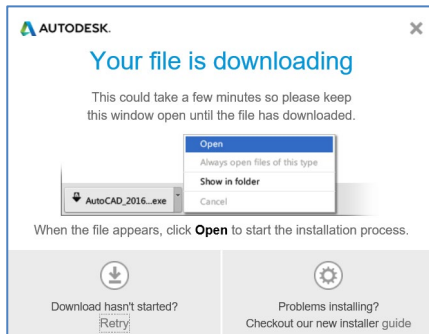 AUTODESK.
Your file is downloading
This could take a few minutes so please keep
this window open until the file has downloaded.
Open
Always open files of this type
Show in folder
Cancel
AutoCAD_2016...exe
When the file appears, click Open to start the installation process.
Download hasn't started?
Retry
Problems installing?
Checkout our new installer guide